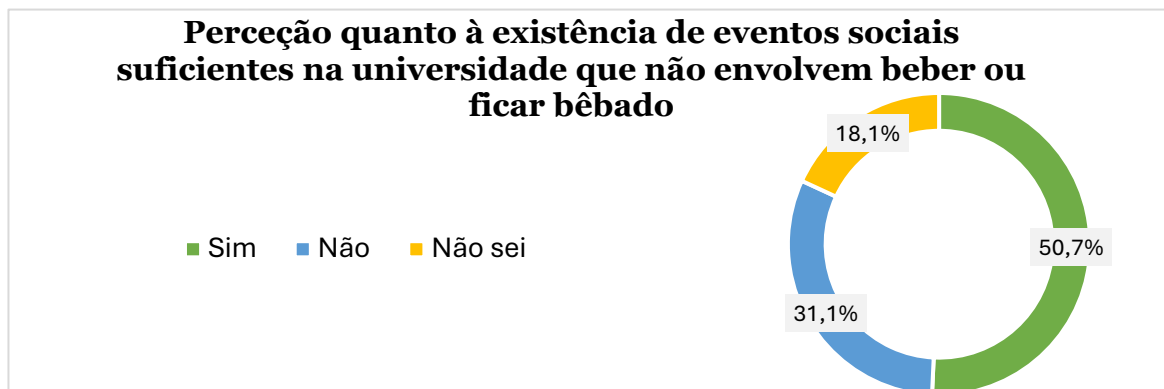 Perceção quanto à existência de eventos sociais
suficientes na universidade que não envolvem beber ou
ficar bêbado
18,1%
Sim Não Não sei
50,7%
31,1%